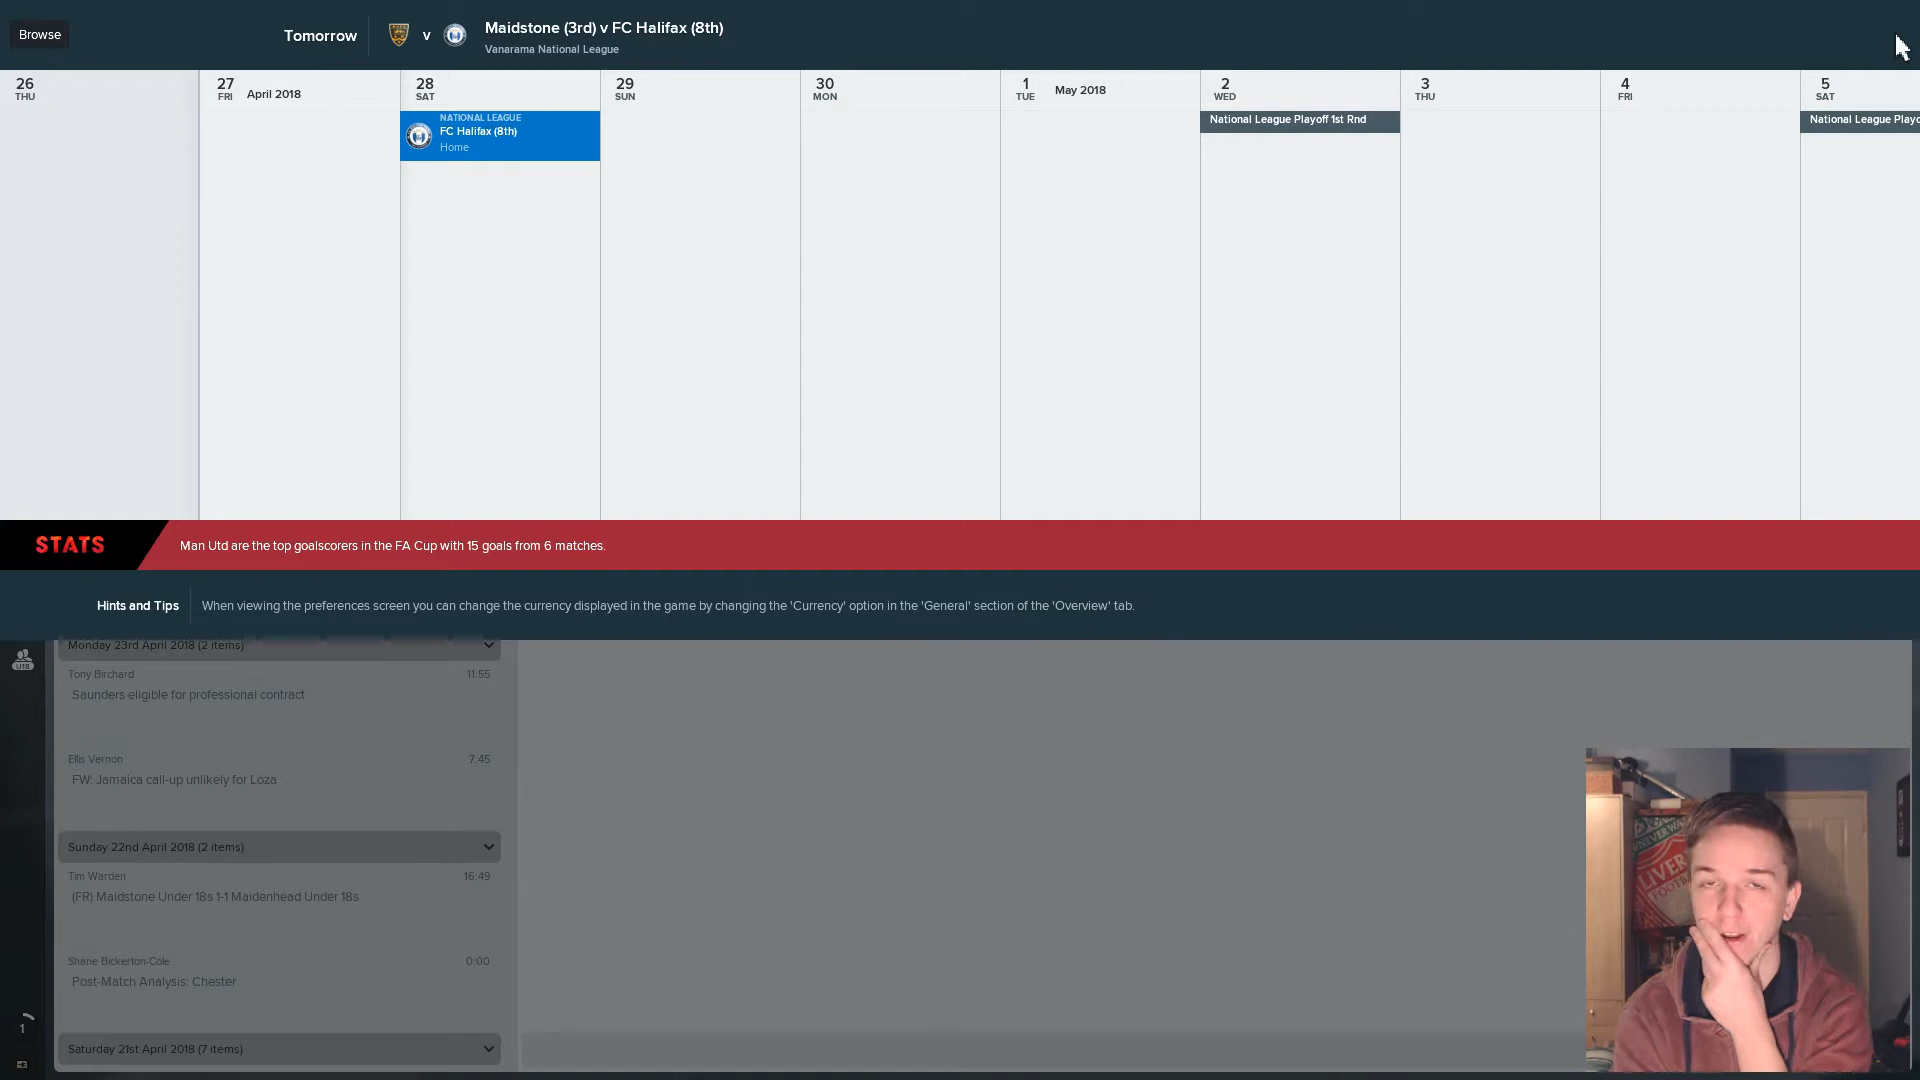 Browse
Tomorrow
v
Maidstone (3rd) v FC Halifax (8th)
Vanarama National League
26
THU
27
FRI
April 2018
28
SAT
29
SUN
30
MON
1
TUE
May 2018
2
WED
3
THU
4
FRI
5
SAT
NATIONAL LEAGUE
FC Halifax (8th)
Home
National League Playoff 1st Rnd
National League Playo
STATS
Man Utd are the top goalscorers in the FA Cup with 15 goals from 6 matches.
Hints and Tips
When viewing the preferences screen you can change the currency displayed in the game by changing the 'Currency' option in the 'General' section of the 'Overview' tab.
Monday 23rd April 2018 (2 items)
U18
Tony Birchard
11:55
Saunders eligible for professional contract
Ellis Vernon
7:45
FW: Jamaica call-up unlikely for Loza
Sunday 22nd April 2018 (2 items)
Tim Warden
16:49
(FR) Maidstone Under 18s 1-1 Maidenhead Under 18s
Shane Bickerton-Cole
0:00
Post-Match Analysis: Chester
1
Saturday 21st April 2018 (7 items)
LIVER